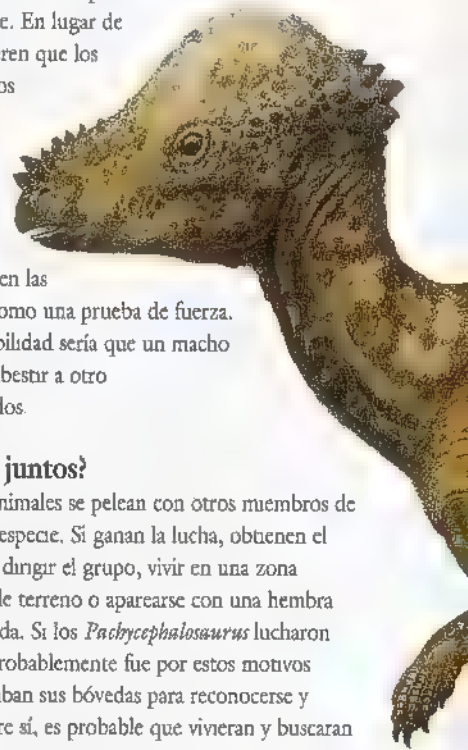 e. En lugar de
ren que los
os
en las
omo una prueba de fuerza.
bilidad sería que un macho
bestir a otro
los.
juntos?
nimales se pelean con otros miembros de
especie. Si ganan la lucha, obtienen el
dirigir el grupo, vivir en una zona
le terreno o aparearse con una hembra
da. Si los Pachycephalosaurus lucharon
robablemente fue por estos motivos
ban sus bóvedas para reconocerse y
re sí, es probable que vivieran y buscaran